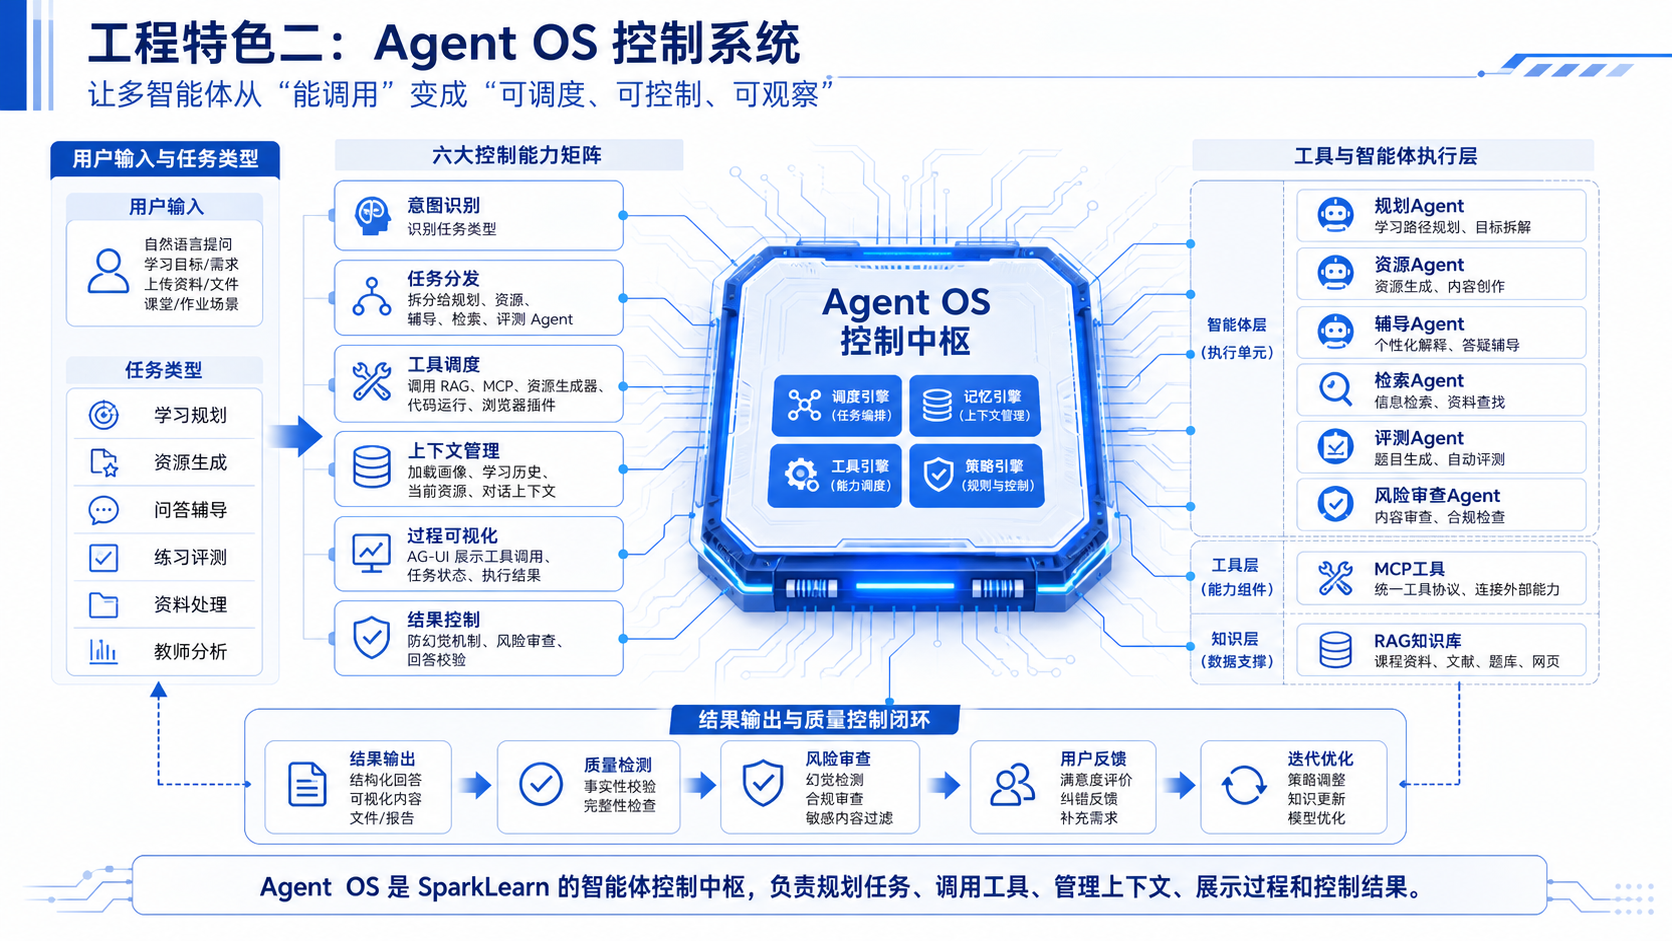 工程特色二：Agent OS 控制系统
让多智能体从“能调用”变成“可调度、可控制、可观察”
用户输入与任务类型
用户输入
自然语言提问
学习目标/需求
上传资料/文件
课堂/作业场景
任务类型
学习规划
资源生成
问答辅导
练习评测
资料处理
教师分析
六大控制能力矩阵
意图识别
识别任务类型
任务分发
拆分给规划、资源、
辅导、检索、评测 Agent
工具调度
调用 RAG、MCP、资源生成器、
代码运行、浏览器插件
上下文管理
加载画像、学习历史、
当前资源、对话上下文
过程可视化
AG-UI 展示工具调用、
任务状态、执行结果
结果控制
防幻觉机制、风险审查、
回答校验
Agent OS
控制中枢
调度引擎
（任务编排）
记忆引擎
（上下文管理）
工具引擎
（能力调度）
策略引擎
（规则与控制）
工具与智能体执行层
智能体层
（执行单元）
规划Agent
学习路径规划、目标拆解
资源Agent
资源生成、内容创作
辅导Agent
个性化解释、答疑辅导
检索Agent
信息检索、资料查找
评测Agent
题目生成、自动评测
风险审查Agent
内容审查、合规检查
工具层
（能力组件）
MCP工具
统一工具协议、连接外部能力
知识层
（数据支撑）
RAG知识库
课程资料、文献、题库、网页
结果输出与质量控制闭环
结果输出
结构化回答
可视化内容
文件/报告
质量检测
事实性校验
完整性检查
风险审查
幻觉检测
合规审查
敏感内容过滤
用户反馈
满意度评价
纠错反馈
补充需求
迭代优化
策略调整
知识更新
模型优化
Agent OS 是 SparkLearn 的智能体控制中枢，负责规划任务、调用工具、管理上下文、展示过程和控制结果。